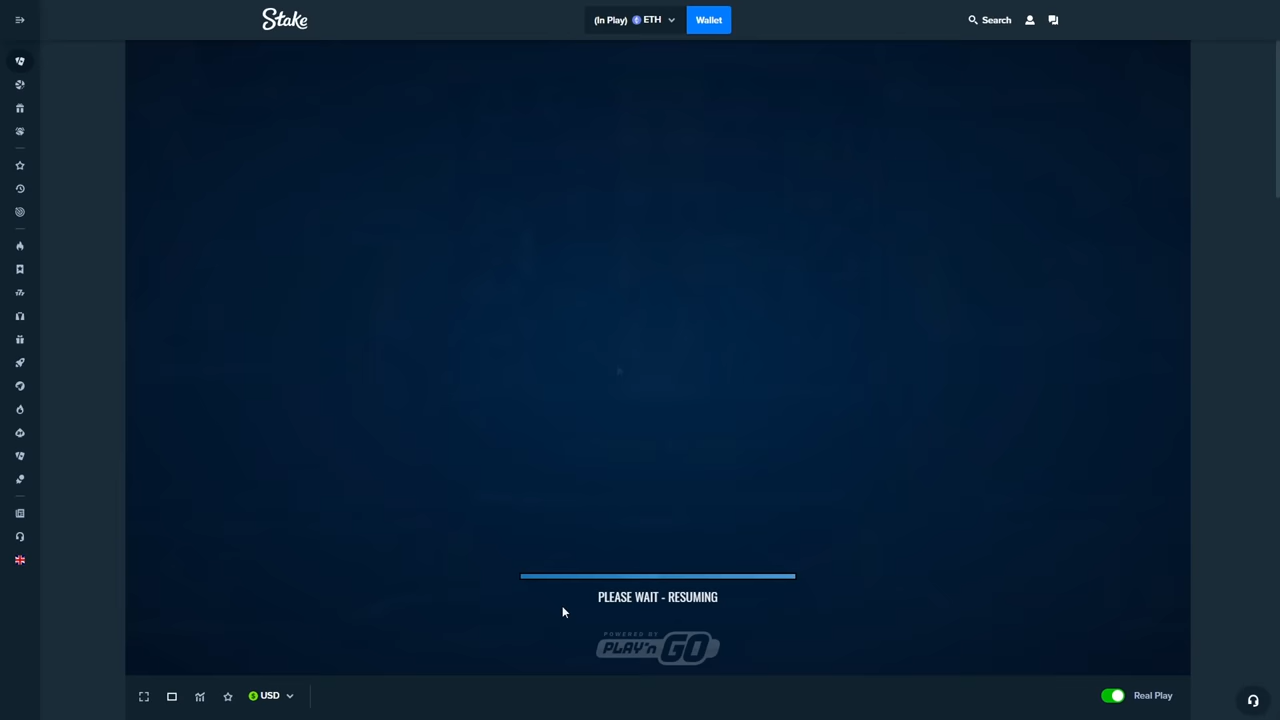 Stake
(In Play) ETH
Wallet
Search
PLEASE WAIT - RESUMING
POWERED BY
PLAY'n GO
USD
Real Play